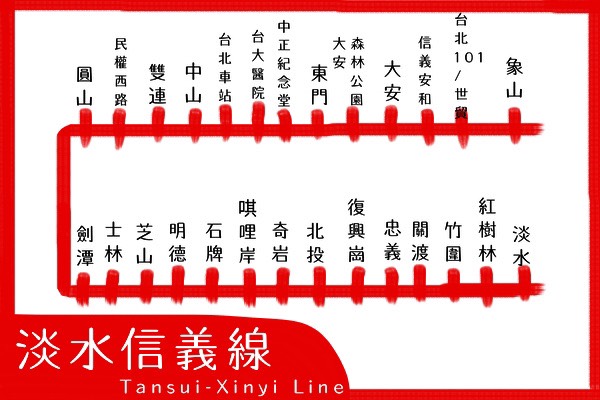 圓山
民權西路
雙連
中山
台北車站
台大醫院
中正紀念堂
東門
大安
森林公園
大安
信義安和
台北
101
/世貿
象山
劍潭
士林
芝山
明德
石牌
唭哩岸
奇岩
北投
復興崗
忠義
關渡
竹圍
紅樹林
淡水
淡水信義線
Tansui-Xinyi Line